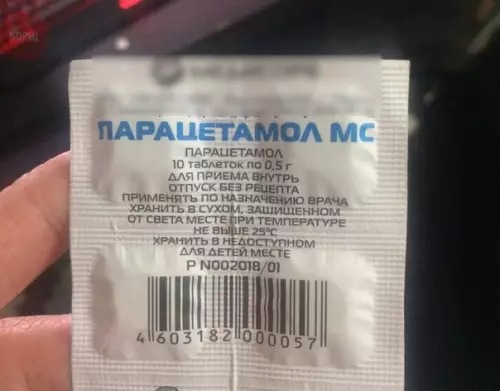 ПАРАЦЕТАМОЛ МС
ПАРАЦЕТАМОЛ
10 таблеток по 0,5 г
ДЛЯ ПРИЕМА ВНУТРЬ
ОТПУСК БЕЗ РЕЦЕПТА
ПРИМЕНЯТЬ ПО НАЗНАЧЕНИЮ ВРАЧА
ХРАНИТЬ В СУХОМ, ЗАЩИЩЕННОМ
ОТ СВЕТА МЕСТЕ ПРИ ТЕМПЕРАТУРЕ
НЕ ВЫШЕ 25°С
ХРАНИТЬ В НЕДОСТУПНОМ
ДЛЯ ДЕТЕЙ МЕСТЕ
Р N002018/01
4 603182 000057